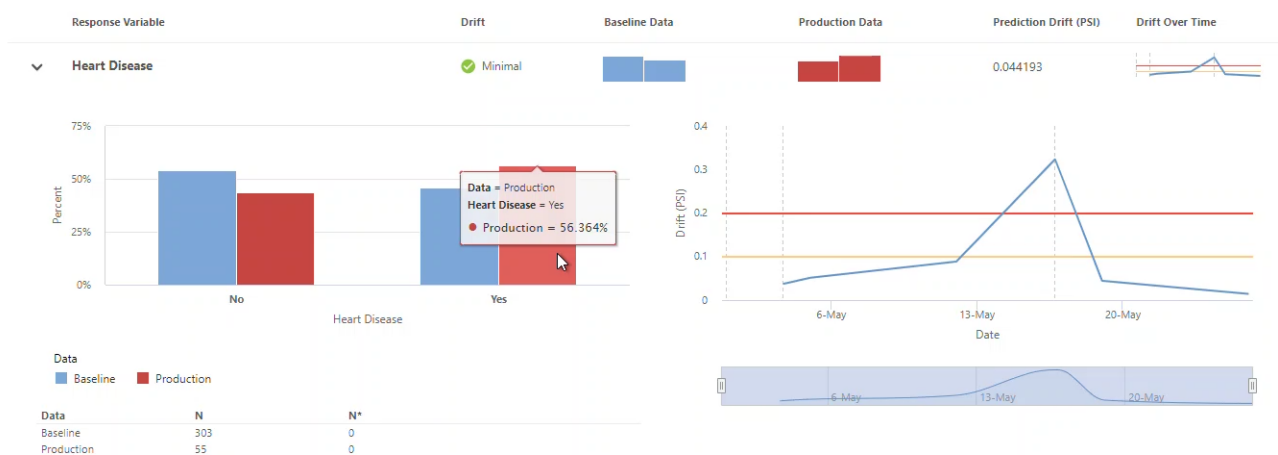 Response Variable Drift Baseline Data Production Data Prediction Drift (PSI) Drift Over Time
Heart Disease Minimal 0.044193
75%
50%
25%
0%
Percent
Data = Production
Heart Disease = Yes
Production = 56.364%
No Yes
Heart Disease
0.4
0.3
0.2
0.1
0
Drift (PSI)
6-May 13-May 20-May
Date
6-May 13-May 20-May
Data
Baseline Production
Data N N*
Baseline 303 0
Production 55 0